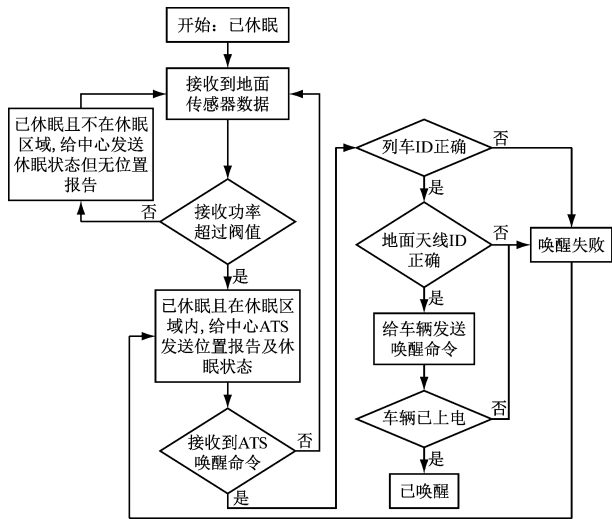 开始：已休眠
接收到地面
传感器数据
已休眠且不在休眠
区域,给中心发送
休眠状态但无位置
报告
否
接收功率
超过阀值
是
已休眠且在休眠区
域内,给中心ATS
发送位置报告及休
眠状态
接收到ATS
唤醒命令
否
是
列车ID正确
否
是
地面天线ID
正确
否
唤醒失败
是
给车辆发送
唤醒命令
车辆已上电
否
是
已唤醒